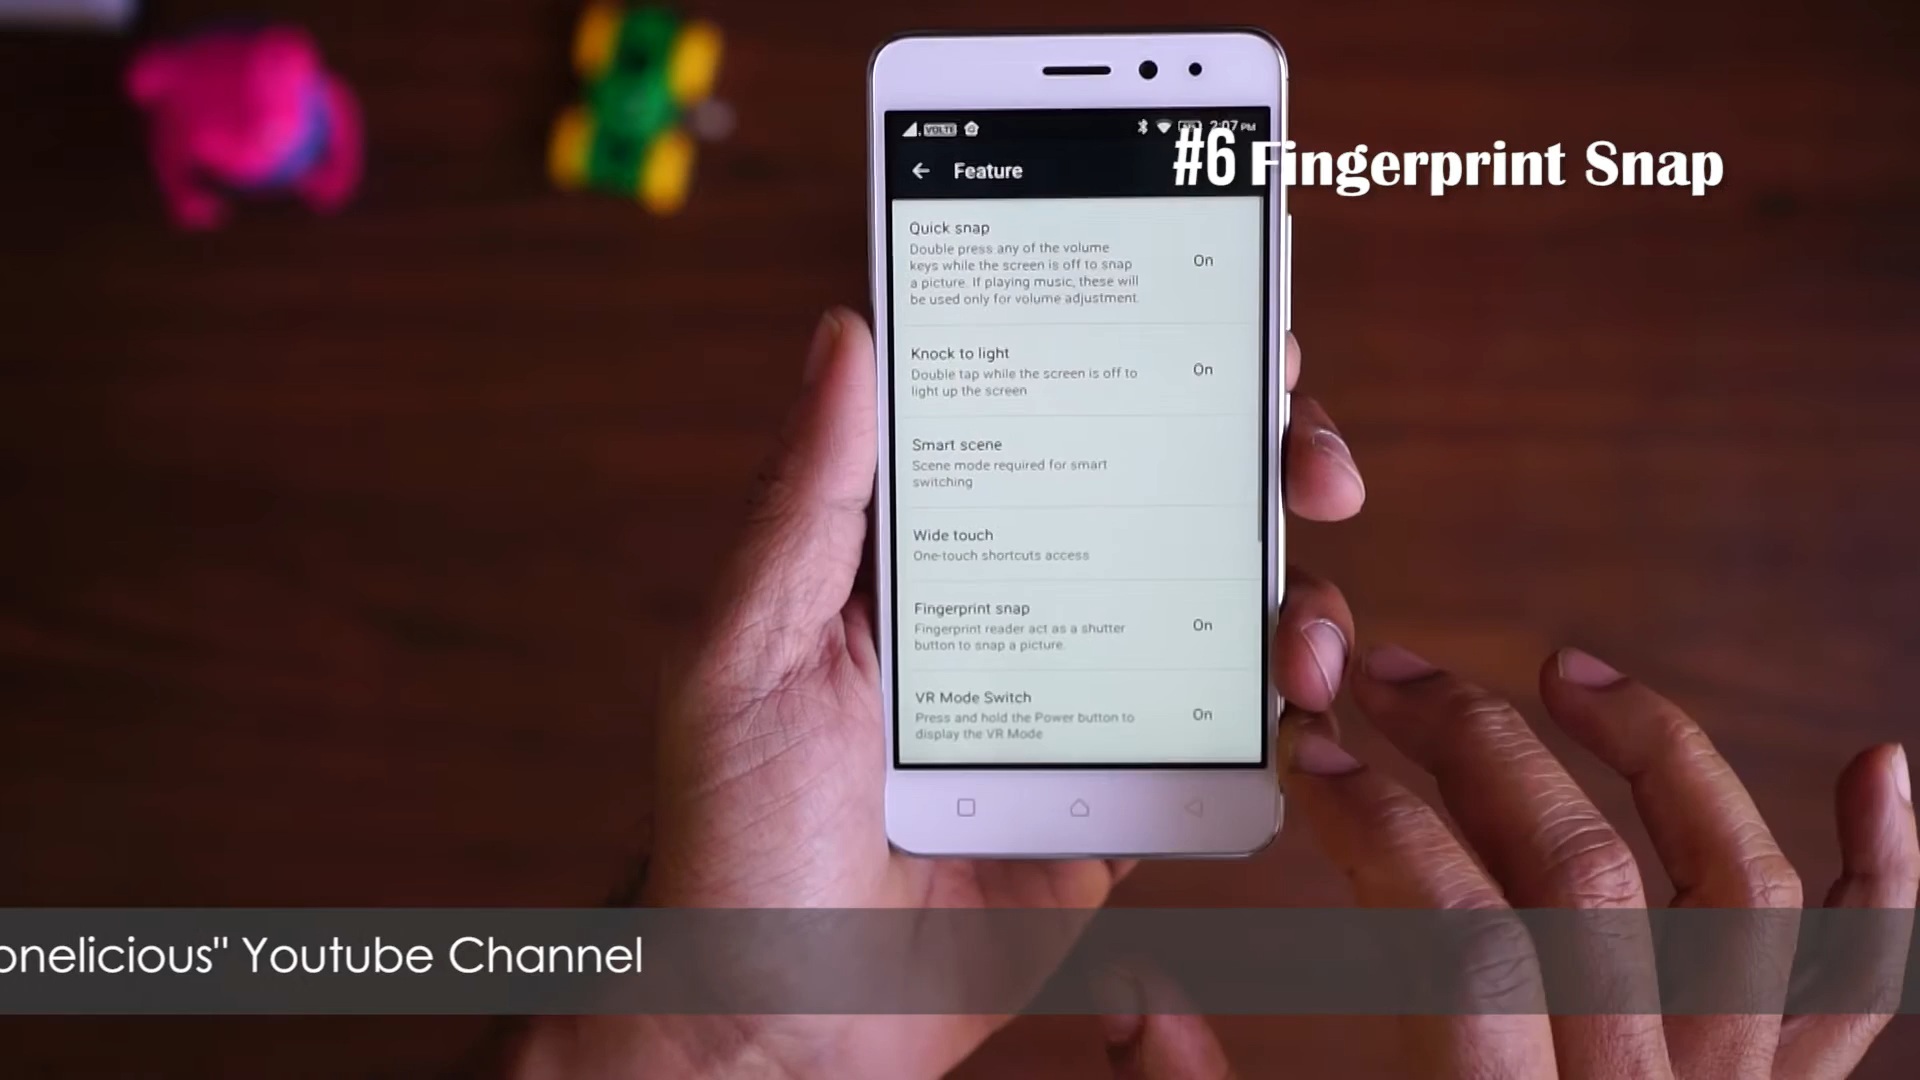 VOLTE
2:07 PM
#6 Fingerprint Snap
Feature
Quick snap
Double press any of the volume
keys while the screen is off to snap
a picture. If playing music, these will
be used only for volume adjustment.
On
Knock to light
Double tap while the screen is off to
light up the screen
On
Smart scene
Scene mode required for smart
switching
Wide touch
One-touch shortcuts access
Fingerprint snap
Fingerprint reader act as a shutter
button to snap a picture.
On
VR Mode Switch
Press and hold the Power button to
display the VR Mode
On
onelicious" Youtube Channel